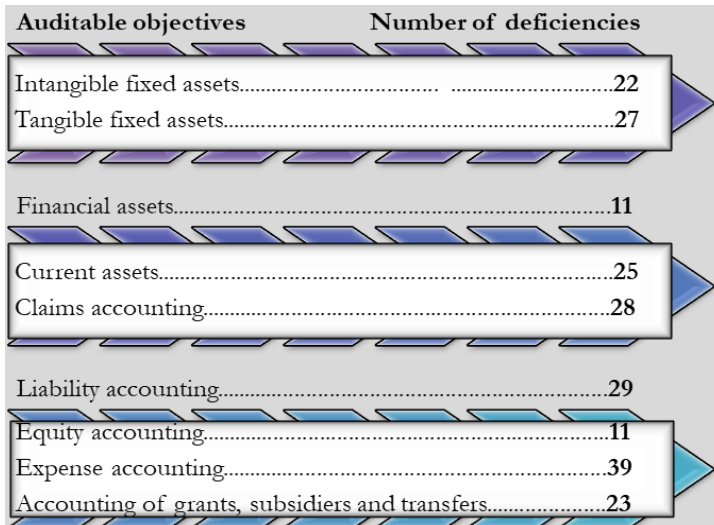 Auditable objectives Number of deficiencies
Intangible fixed assets................................. ...........................22
Tangible fixed assets................................................................27
Financial assets.........................................................................11
Current assets...........................................................................25
Claims accounting...................................................................28
Liability accounting.................................................................29
Equity accounting...................................................................11
Expense accounting................................................................39
Accounting of grants, subsidiers and transfers....................23